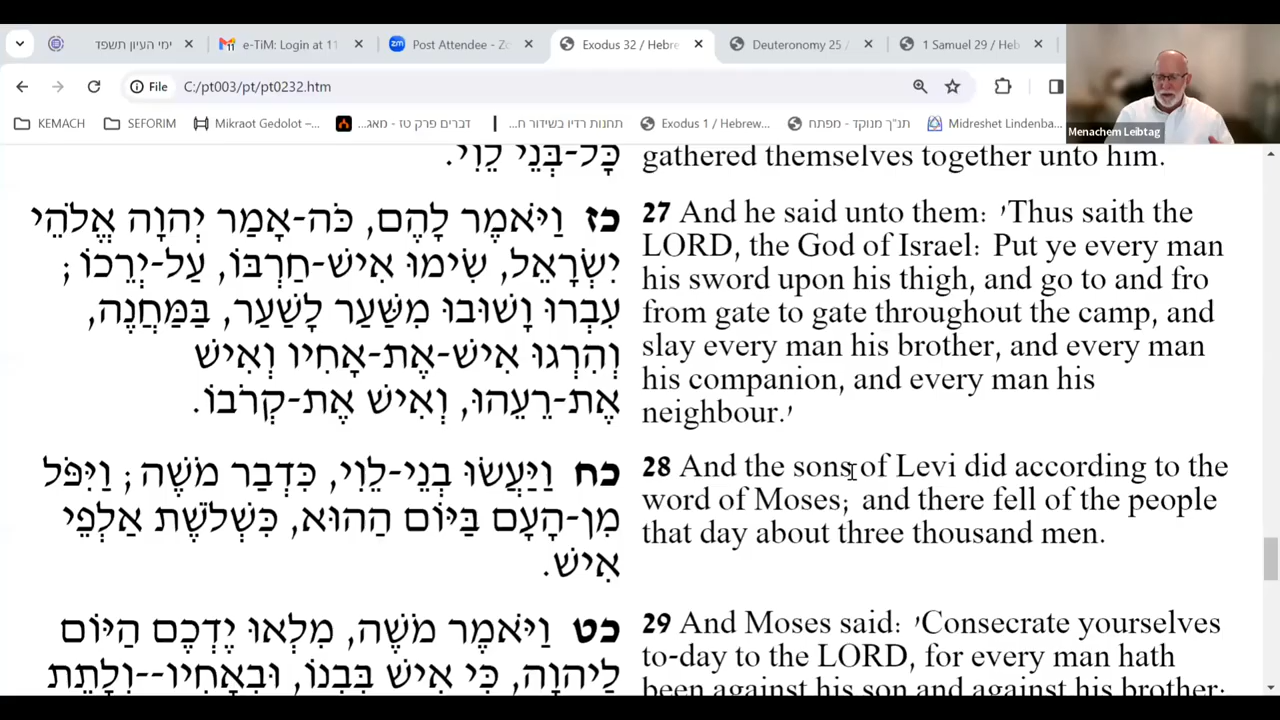 ימי העיון תשפד
e-TiM: Login at 11
Post Attendee - Zo
Exodus 32 / Hebre
Deuteronomy 25 /
1 Samuel 29 / Heb
File
C:/pt003/pt/pt0232.htm
KEMACH
SEFORIM
Mikraot Gedolot –...
דברים פרק טז - מאג...
תחנות רדיו בשידור ח...
Exodus 1 / Hebrew...
תנ"ך מנוקד - מפתח
Midreshet Lindenba...
Menachem Leibtag
כָּל-בְּנֵי לֵוִי.
כז וַיֹּאמֶר לָהֶם, כֹּה-אָמַר יְהוָה אֱלֹהֵי
יִשְׂרָאֵל, שִׂימוּ אִישׁ-חַרְבּוֹ, עַל-יְרֵכוֹ;
עִבְרוּ וָשׁוּבוּ מִשַּׁעַר לָשַׁעַר, בַּמַּחֲנֶה,
וְהִרְגוּ אִישׁ-אֶת-אָחִיו וְאִישׁ
אֶת-רֵעֵהוּ, וְאִישׁ אֶת-קְרֹבוֹ.
כח וַיַּעֲשׂוּ בְנֵי-לֵוִי, כִּדְבַר מֹשֶׁה; וַיִּפֹּל
מִן-הָעָם בַּיּוֹם הַהוּא, כִּשְׁלֹשֶׁת אַלְפֵי
אִישׁ.
כט וַיֹּאמֶר מֹשֶׁה, מִלְאוּ יֶדְכֶם הַיּוֹם
לַיהוָה, כִּי אִישׁ בִּבְנוֹ, וּבְאָחִיו--וְלָתֵת
gathered themselves together unto him.
27 And he said unto them: 'Thus saith the
LORD, the God of Israel: Put ye every man
his sword upon his thigh, and go to and fro
from gate to gate throughout the camp, and
slay every man his brother, and every man
his companion, and every man his
neighbour.'
28 And the sons of Levi did according to the
word of Moses; and there fell of the people
that day about three thousand men.
29 And Moses said: 'Consecrate yourselves
to-day to the LORD, for every man hath
been against his son and against his brother;